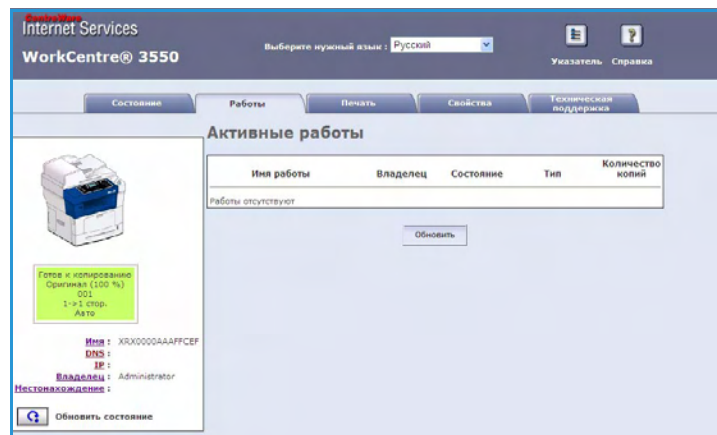 CentreWare
Internet Services
WorkCentre® 3550
Выберите нужный язык : Русский
Указатель Справка
Состояние Работы Печать Свойства Техническая поддержка
Активные работы
Имя работы Владелец Состояние Тип Количество копий
Работы отсутствуют
Обновить
Готов к копированию
Оригинал (100 %)
001
1->1 стор.
Авто
Имя : XRX0000AAAFFCEF
DNS :
IP :
Владелец : Administrator
Местонахождение :
Обновить состояние